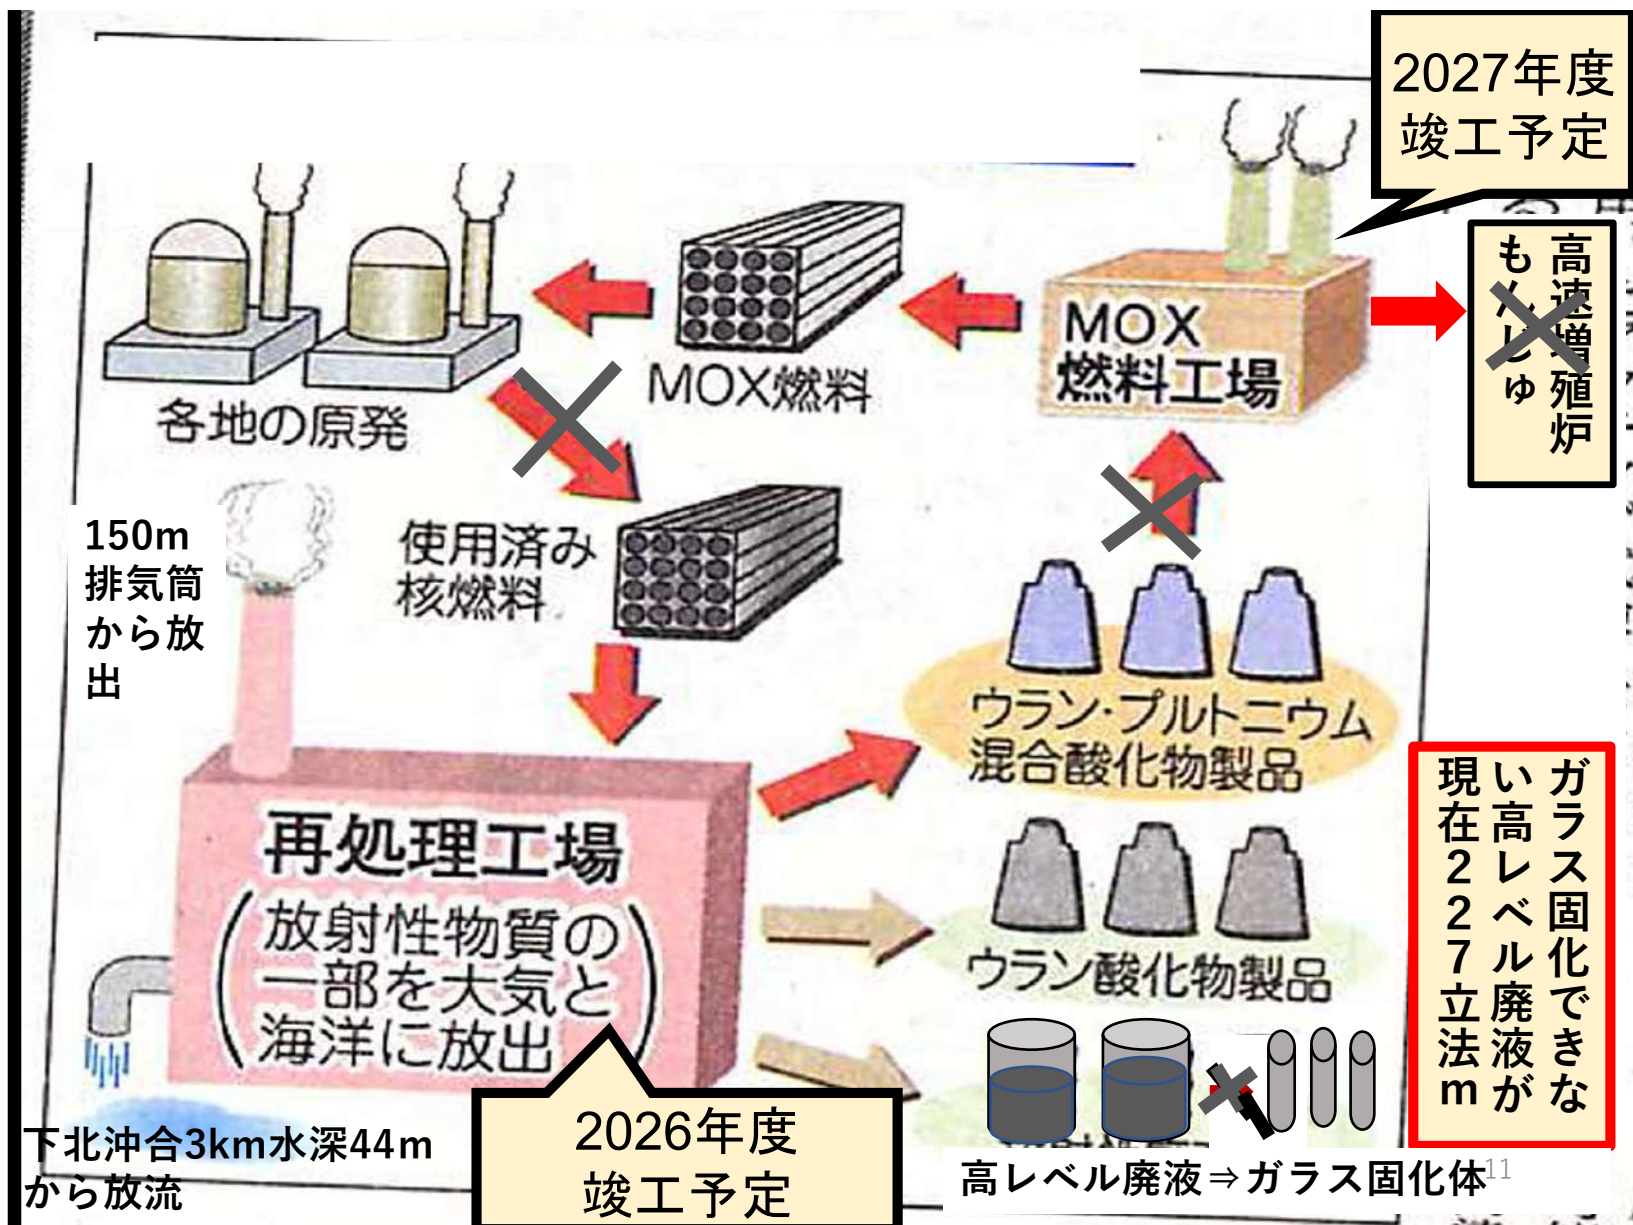 2027年度
竣工予定
高速増殖炉
もんじゅ
MOX
燃料工場
MOX燃料
各地の原発
150m
排気筒
から放
出
使用済み
核燃料
ウラン・プルトニウム
混合酸化物製品
再処理工場
放射性物質の
一部を大気と
海洋に放出
ウラン酸化物製品
ガラス固化できな
い高レベル廃液が
現在227立法m
2026年度
竣工予定
下北沖合3km水深44m
から放流
高レベル廃液⇒ガラス固化体
11